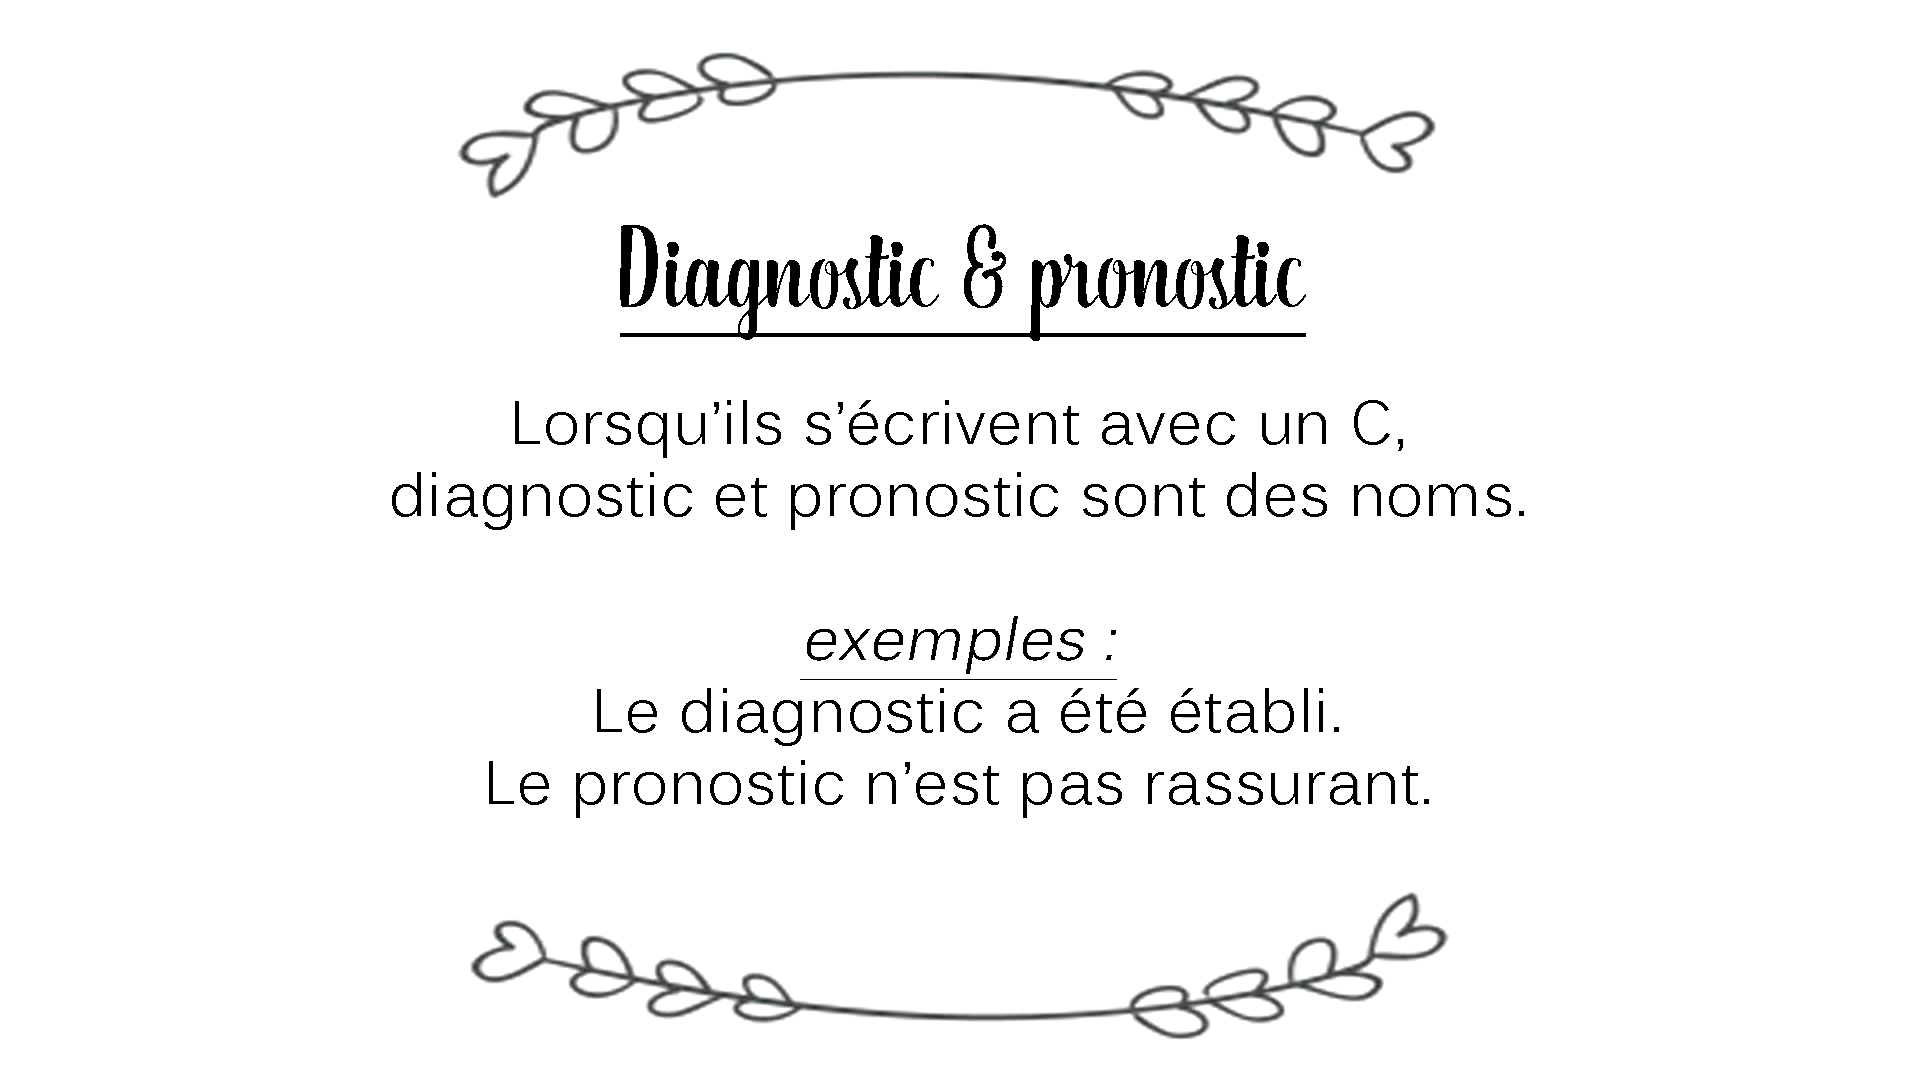 Diagnostic & pronostic
Lorsqu’ils s’écrivent avec un C,
diagnostic et pronostic sont des noms.
exemples :
Le diagnostic a été établi.
Le pronostic n’est pas rassurant.